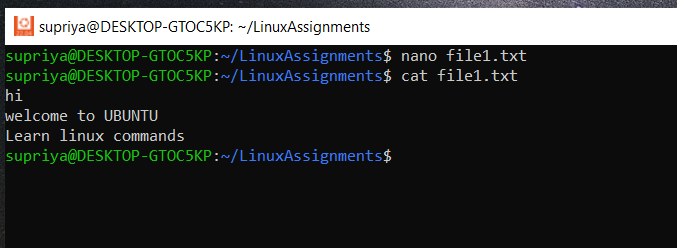 supriya@DESKTOP-GTOC5KP: ~/LinuxAssignments
supriya@DESKTOP-GTOC5KP:~/LinuxAssignments$ nano file1.txt
supriya@DESKTOP-GTOC5KP:~/LinuxAssignments$ cat file1.txt
hi
welcome to UBUNTU
Learn linux commands
supriya@DESKTOP-GTOC5KP:~/LinuxAssignments$